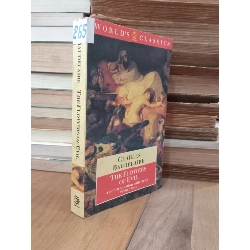 WORLD'S CLASSICS
CHARLES
BAUDELAIRE
THE FLOWERS
OF EVIL
BAUDELAIRE THE FLOWERS OF EVIL